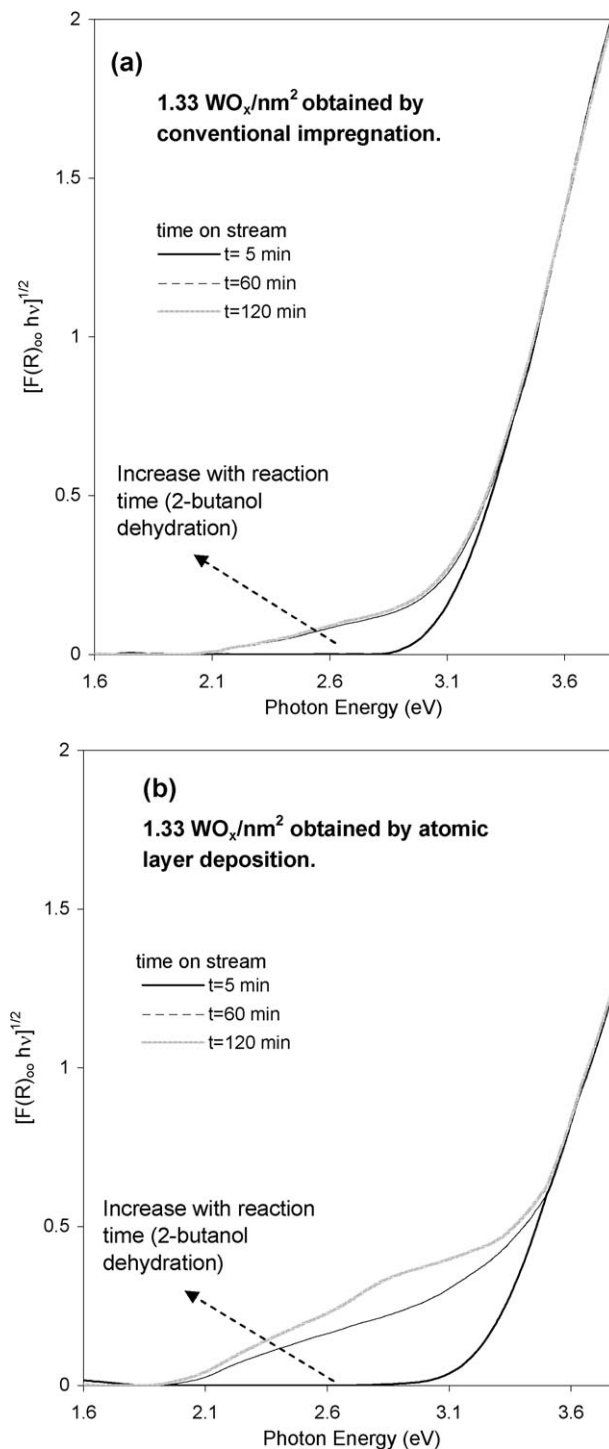 (a)
1.33 WOₓ/nm² obtained by
conventional impregnation.
time on stream
t= 5 min
t=60 min
t=120 min
Increase with reaction
time (2-butanol
dehydration)
[F(R)∞ hν]^1/2
2
1.5
1
0.5
0
1.6 2.1 2.6 3.1 3.6
Photon Energy (eV)
(b)
1.33 WOₓ/nm² obtained by atomic
layer deposition.
time on stream
t=5 min
t=60 min
t=120 min
Increase with reaction
time (2-butanol
dehydration)
[F(R)∞ hν]^1/2
2
1.5
1
0.5
0
1.6 2.1 2.6 3.1 3.6
Photon Energy (eV)